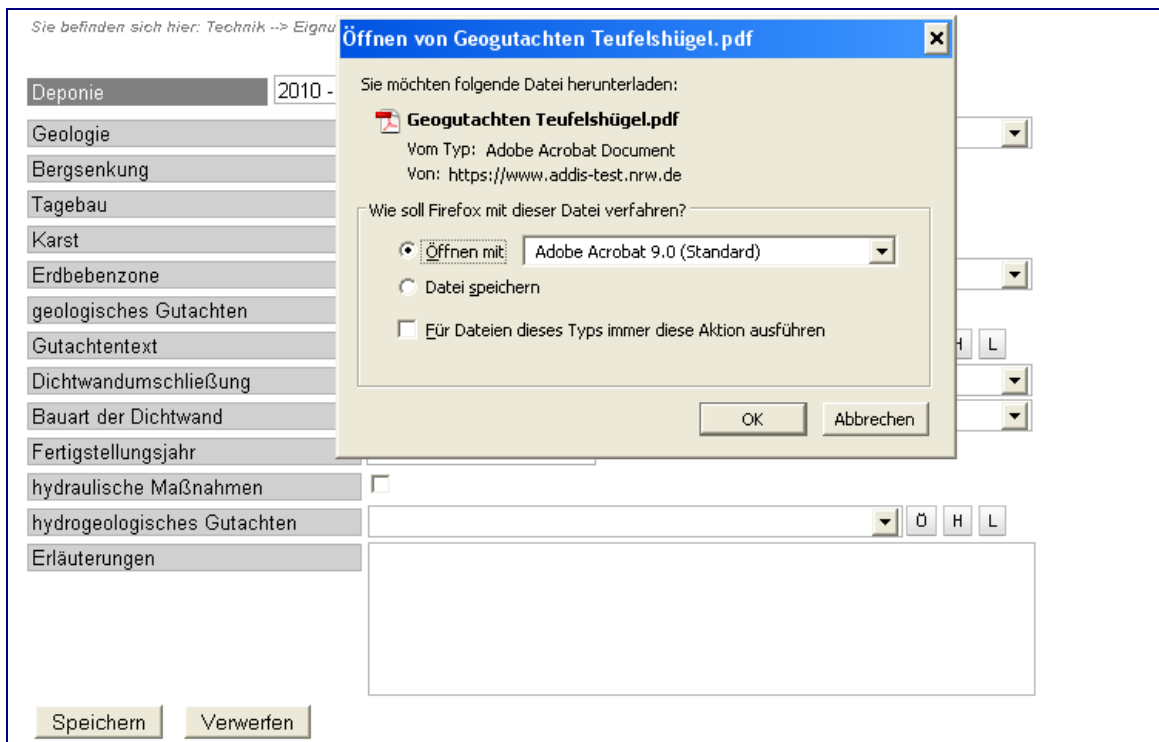 Sie befinden sich hier: Technik --> Eignu
Öffnen von Geogutachten Teufelshügel.pdf
Sie möchten folgende Datei herunterladen:
Geogutachten Teufelshügel.pdf
Vom Typ: Adobe Acrobat Document
Von: https://www.addis-test.nrw.de
Wie soll Firefox mit dieser Datei verfahren?
Öffnen mit Adobe Acrobat 9.0 (Standard)
Datei speichern
Für Dateien dieses Typs immer diese Aktion ausführen
OK Abbrechen
Deponie 2010 -
Geologie
Bergsenkung
Tagebau
Karst
Erdbebenzone
geologisches Gutachten
Gutachtentext H L
Dichtwandumschließung
Bauart der Dichtwand
Fertigstellungsjahr
hydraulische Maßnahmen
hydrogeologisches Gutachten Ö H L
Erläuterungen
Speichern Verwerfen